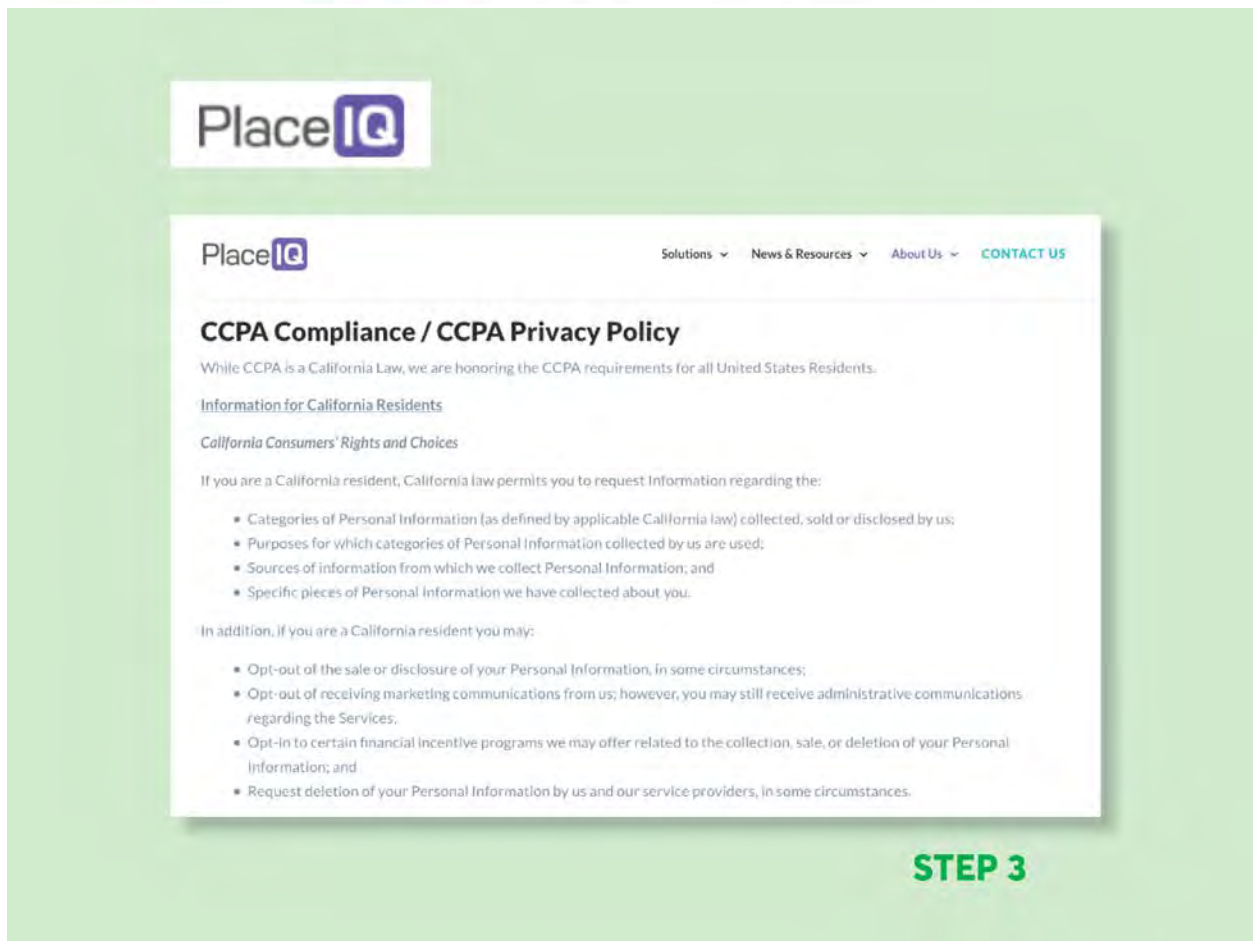 PlaceIQ
PlaceIQ
Solutions News & Resources About Us CONTACT US
CCPA Compliance / CCPA Privacy Policy
While CCPA is a California Law, we are honoring the CCPA requirements for all United States Residents.
Information for California Residents
California Consumers' Rights and Choices
If you are a California resident, California law permits you to request Information regarding the:
• Categories of Personal Information (as defined by applicable California law) collected, sold or disclosed by us;
• Purposes for which categories of Personal Information collected by us are used;
• Sources of information from which we collect Personal Information; and
• Specific pieces of Personal Information we have collected about you.
In addition, if you are a California resident you may:
• Opt-out of the sale or disclosure of your Personal Information, in some circumstances;
• Opt-out of receiving marketing communications from us; however, you may still receive administrative communications
regarding the Services;
• Opt-in to certain financial incentive programs we may offer related to the collection, sale, or deletion of your Personal
Information; and
• Request deletion of your Personal Information by us and our service providers, in some circumstances.
STEP 3